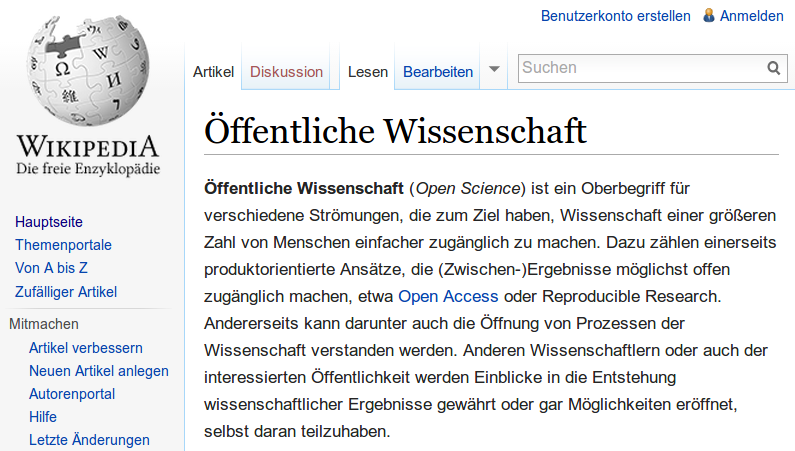 Benutzerkonto erstellen Anmelden
Artikel Diskussion Lesen Bearbeiten Suchen
WIKIPEDIA
Die freie Enzyklopädie
Hauptseite
Themenportale
Von A bis Z
Zufälliger Artikel
Mitmachen
Artikel verbessern
Neuen Artikel anlegen
Autorenportal
Hilfe
Letzte Änderungen
Öffentliche Wissenschaft
Öffentliche Wissenschaft (Open Science) ist ein Oberbegriff für
verschiedene Strömungen, die zum Ziel haben, Wissenschaft einer größeren
Zahl von Menschen einfacher zugänglich zu machen. Dazu zählen einerseits
produktorientierte Ansätze, die (Zwischen-)Ergebnisse möglichst offen
zugänglich machen, etwa Open Access oder Reproducible Research.
Andererseits kann darunter auch die Öffnung von Prozessen der
Wissenschaft verstanden werden. Anderen Wissenschaftlern oder auch der
interessierten Öffentlichkeit werden Einblicke in die Entstehung
wissenschaftlicher Ergebnisse gewährt oder gar Möglichkeiten eröffnet,
selbst daran teilzuhaben.